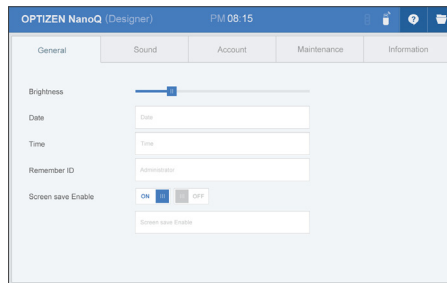 OPTIZEN NanoQ (Designer) PM 08:15
General Sound Account Maintenance Information
Brightness
Date Date
Time Time
Remember ID Administrator
Screen save Enable ON OFF
Screen save Enable